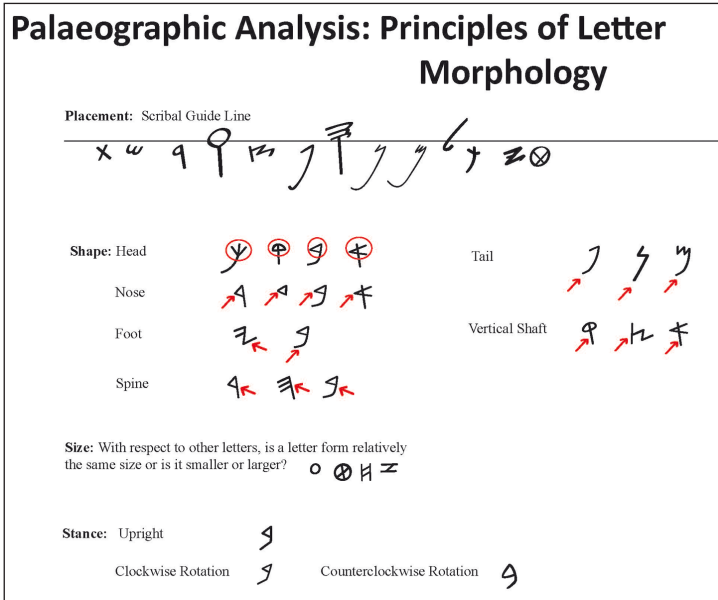 Palaeographic Analysis: Principles of Letter
Morphology
Placement: Scribal Guide Line
Shape: Head
Tail
Nose
Foot
Vertical Shaft
Spine
Size: With respect to other letters, is a letter form relatively
the same size or is it smaller or larger?
Stance: Upright
Clockwise Rotation Counterclockwise Rotation